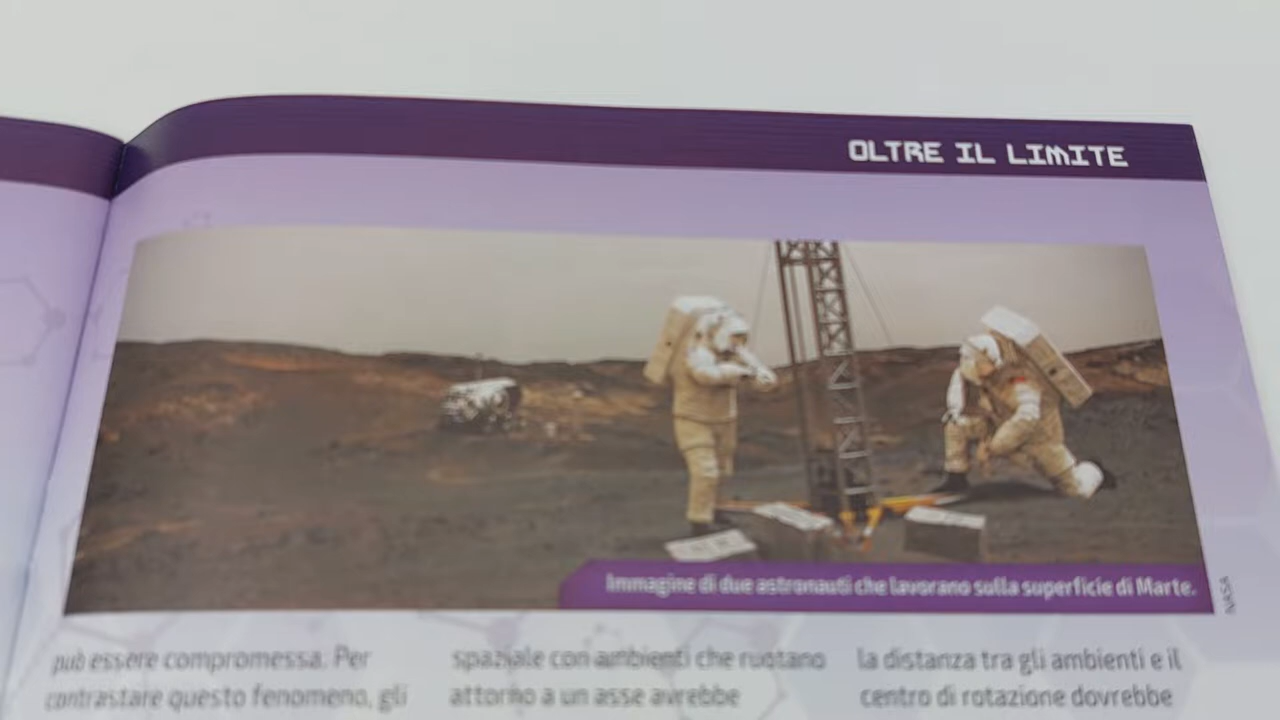 OLTRE IL LIMITE
Immagine di due astronauti che lavorano sulla superficie di Marte.
NASA
può essere compromessa. Per
contrastare questo fenomeno, gli
spaziale con ambienti che ruotano
attorno a un asse avrebbe
la distanza tra gli ambienti e il
centro di rotazione dovrebbe